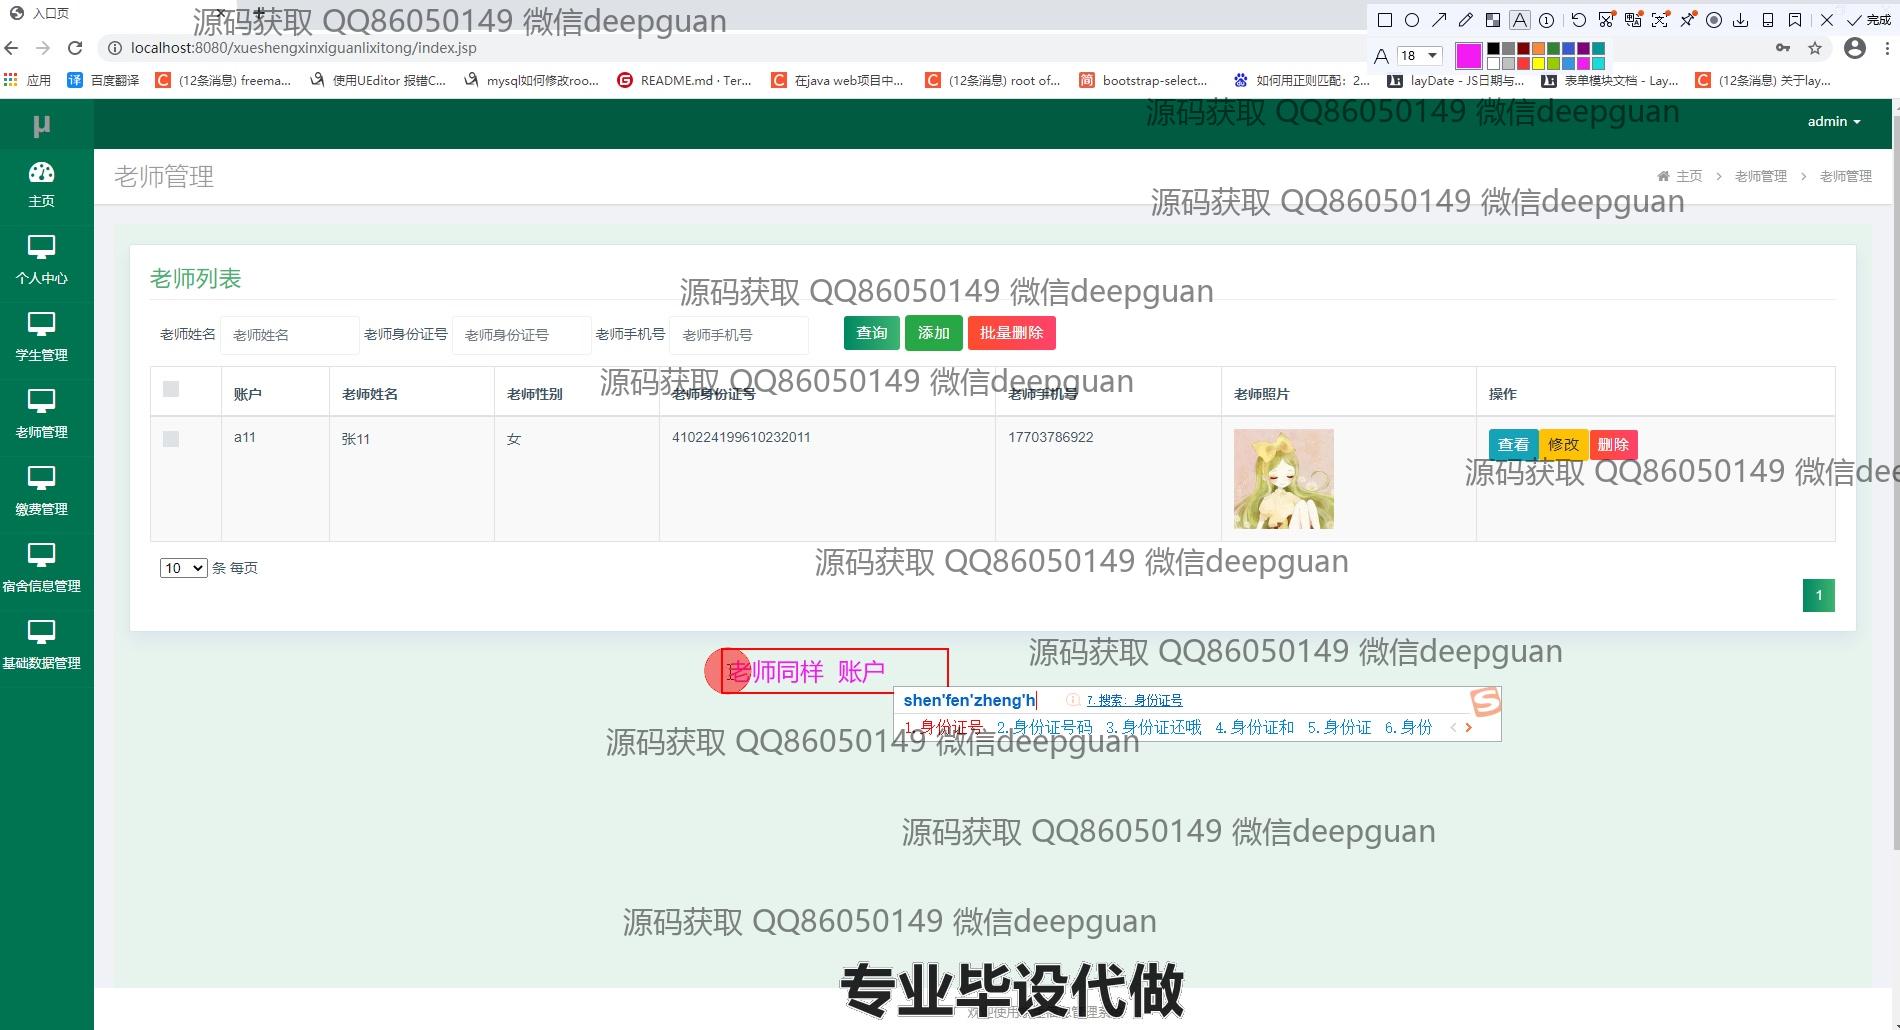 入口页
源码获取 QQ86050149 微信deepguan
完成
localhost:8080/xueshengxinxiguanlixitong/index.jsp
A 18
应用 百度翻译 (12条消息) freema... 使用UEditor 报错C... mysql如何修改roo... README.md · Ter... 在java web项目中... (12条消息) root of... bootstrap-select... 如何用正则匹配：2... layDate - JS日期与... 表单模块文档 - Lay... (12条消息) 关于lay...
源码获取 QQ86050149 微信deepguan
μ
admin
老师管理
主页 > 老师管理 > 老师管理
源码获取 QQ86050149 微信deepguan
主页
个人中心
学生管理
老师管理
缴费管理
宿舍信息管理
基础数据管理
老师列表
源码获取 QQ86050149 微信deepguan
老师姓名 老师姓名 老师身份证号 老师身份证号 老师手机号 老师手机号 查询 添加 批量删除
源码获取 QQ86050149 微信deepguan
账户 老师姓名 老师性别 老师身份证号 老师手机号 老师照片 操作
a11 张11 女 410224199610232011 17703786922 查看 修改 删除
源码获取 QQ86050149 微信dee
源码获取 QQ86050149 微信deepguan
10 条 每页
1
源码获取 QQ86050149 微信deepguan
老师同样 账户
shen'fen'zheng'h 7.搜索：身份证号
1.身份证号 2.身份证号码 3.身份证还哦 4.身份证和 5.身份证 6.身份
源码获取 QQ86050149 微信deepguan
源码获取 QQ86050149 微信deepguan
源码获取 QQ86050149 微信deepguan
专业毕设代做